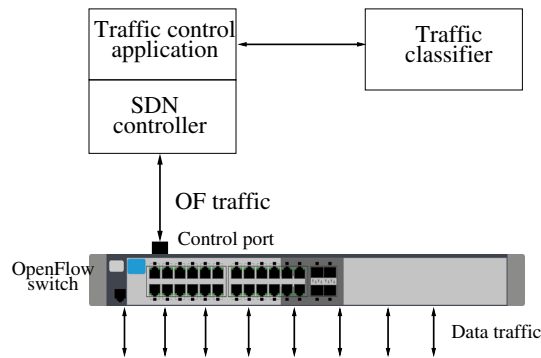 Traffic control
application
Traffic
classifier
SDN
controller
OF traffic
Control port
OpenFlow
switch
Data traffic